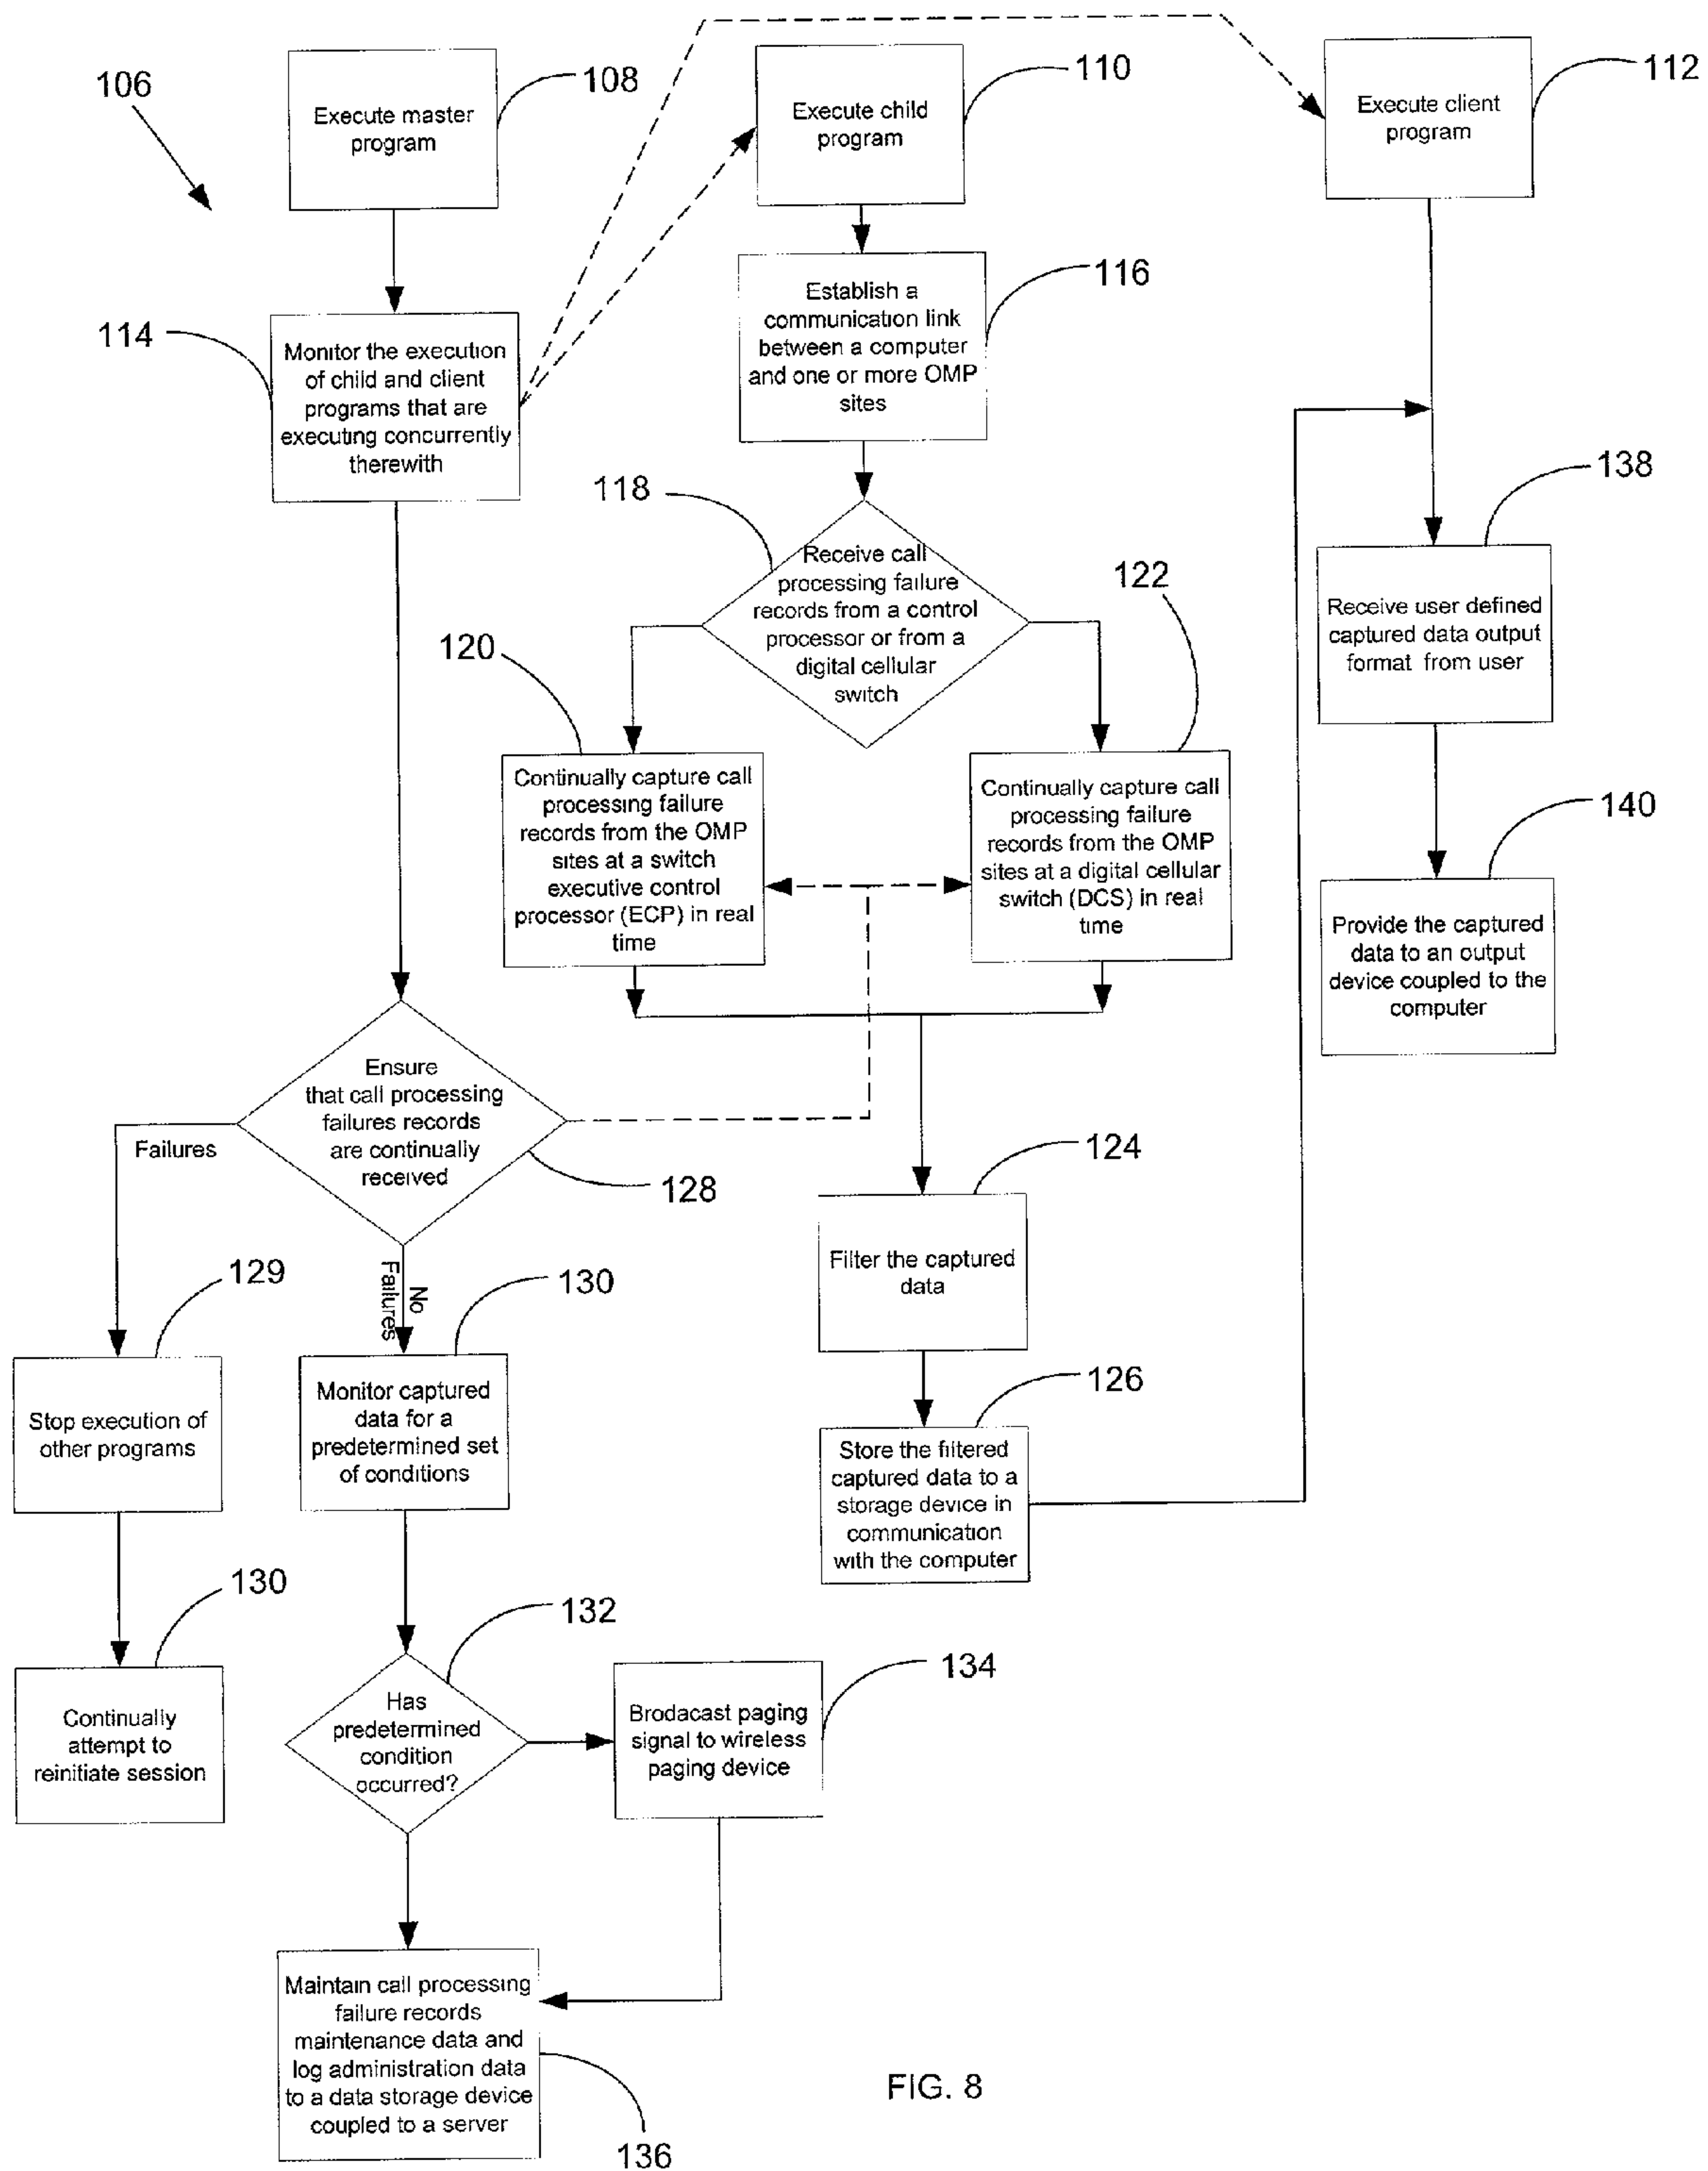 106
Execute master
program
108
Execute child
program
110
Execute client
program
112
114
Monitor the execution
of child and client
programs that are
executing concurrently
therewith
Establish a
communication link
between a computer
and one or more OMP
sites
116
118
Receive call
processing failure
records from a control
processor or from a
digital cellular
switch
120
Continually capture call
processing failure
records from the OMP
sites at a switch
executive control
processor (ECP) in real
time
122
Continually capture call
processing failure
records from the OMP
sites at a digital cellular
switch (DCS) in real
time
138
Receive user defined
captured data output
format from user
140
Provide the captured
data to an output
device coupled to the
computer
Ensure
that call processing
failures records
are continually
received
128
Failures
No
Failures
124
Filter the captured
data
126
Store the filtered
captured data to a
storage device in
communication
with the computer
129
Stop execution of
other programs
130
Monitor captured
data for a
predetermined set
of conditions
130
Continually
attempt to
reinitiate session
132
Has
predetermined
condition
occurred?
134
Brodacast paging
signal to wireless
paging device
Maintain call processing
failure records
maintenance data and
log administration data
to a data storage device
coupled to a server
136
FIG. 8